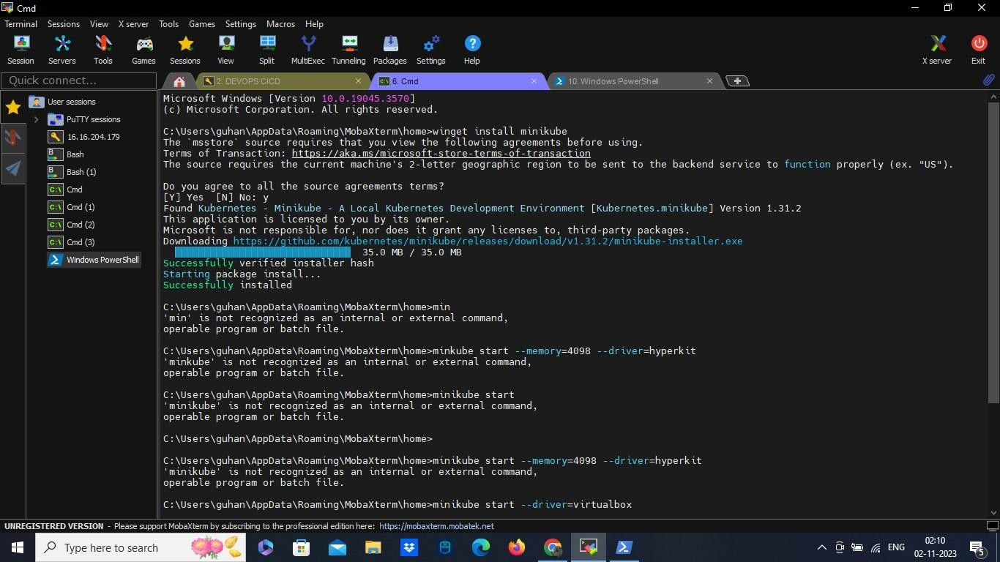 Cmd
Terminal Sessions View X server Tools Games Settings Macros Help
Session Servers Tools Games Sessions View Split MultiExec Tunneling Packages Settings Help X server Exit
Quick connect...
2. DEVOPS CICD
6. Cmd
10. Windows PowerShell
User sessions
PuTTY sessions
16.16.204.179
Bash
Bash (1)
Cmd
Cmd (1)
Cmd (2)
Cmd (3)
Windows PowerShell
Microsoft Windows [Version 10.0.19045.3570]
(c) Microsoft Corporation. All rights reserved.
C:\Users\guhan\AppData\Roaming\MobaXterm\home>winget install minikube
The `msstore` source requires that you view the following agreements before using.
Terms of Transaction: https://aka.ms/microsoft-store-terms-of-transaction
The source requires the current machine's 2-letter geographic region to be sent to the backend service to function properly (ex. "US").
Do you agree to all the source agreements terms?
[Y] Yes  [N] No: y
Found Kubernetes - Minikube - A Local Kubernetes Development Environment [Kubernetes.minikube] Version 1.31.2
This application is licensed to you by its owner.
Microsoft is not responsible for, nor does it grant any licenses to, third-party packages.
Downloading https://github.com/kubernetes/minikube/releases/download/v1.31.2/minikube-installer.exe
35.0 MB / 35.0 MB
Successfully verified installer hash
Starting package install...
Successfully installed
C:\Users\guhan\AppData\Roaming\MobaXterm\home>min
'min' is not recognized as an internal or external command,
operable program or batch file.
C:\Users\guhan\AppData\Roaming\MobaXterm\home>minkube start --memory=4098 --driver=hyperkit
'minkube' is not recognized as an internal or external command,
operable program or batch file.
C:\Users\guhan\AppData\Roaming\MobaXterm\home>minikube start
'minikube' is not recognized as an internal or external command,
operable program or batch file.
C:\Users\guhan\AppData\Roaming\MobaXterm\home>
C:\Users\guhan\AppData\Roaming\MobaXterm\home>minikube start --memory=4098 --driver=hyperkit
'minikube' is not recognized as an internal or external command,
operable program or batch file.
C:\Users\guhan\AppData\Roaming\MobaXterm\home>minikube start --driver=virtualbox
UNREGISTERED VERSION - Please support MobaXterm by subscribing to the professional edition here: https://mobaxterm.mobatek.net
Type here to search
ENG
02:10
02-11-2023
5